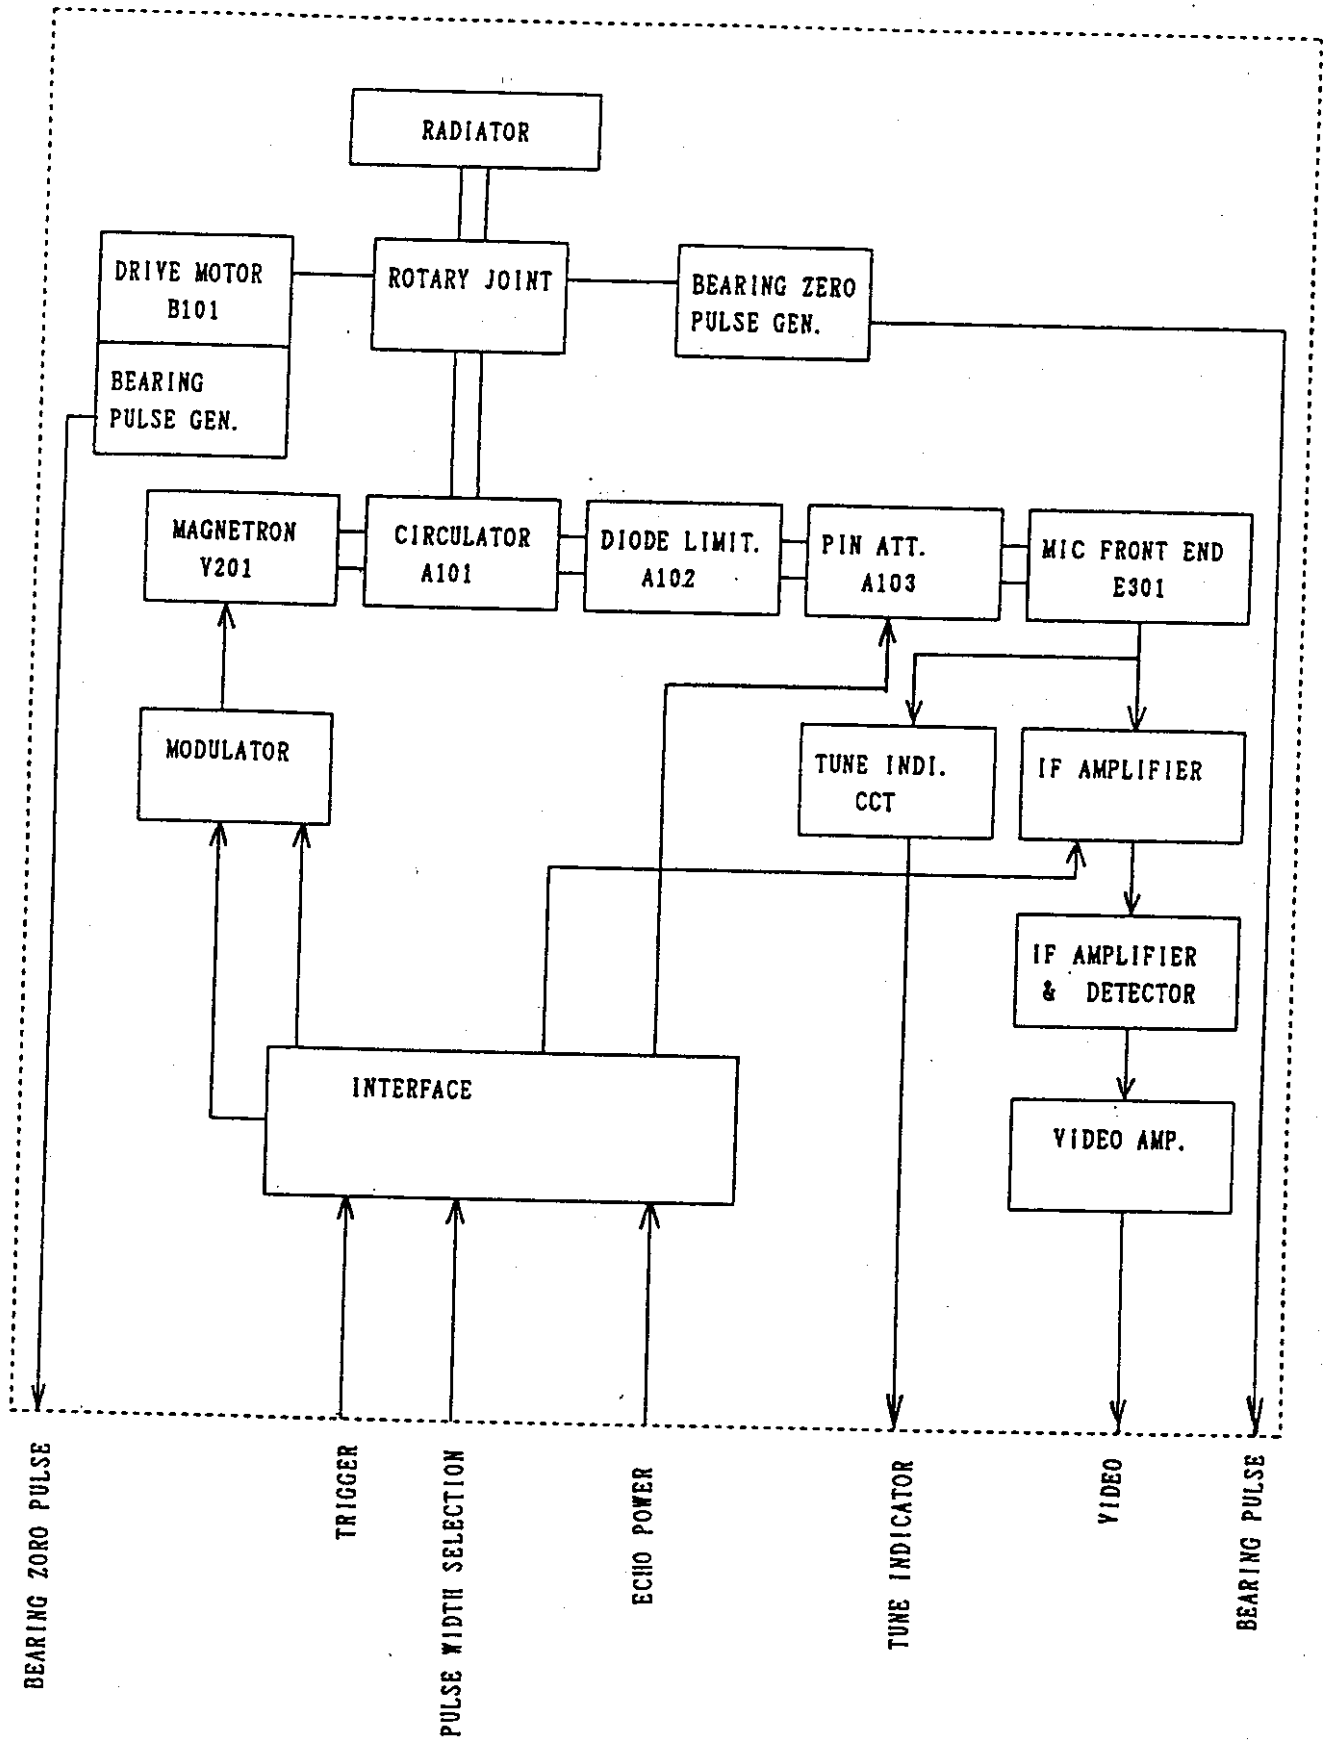 RADIATOR
DRIVE MOTOR
B101
ROTARY JOINT
BEARING ZERO
PULSE GEN.
BEARING
PULSE GEN.
MAGNETRON
V201
CIRCULATOR
A101
DIODE LIMIT.
A102
PIN ATT.
A103
MIC FRONT END
E301
MODULATOR
TUNE INDI.
CCT
IF AMPLIFIER
IF AMPLIFIER
& DETECTOR
INTERFACE
VIDEO AMP.
BEARING ZORO PULSE
TRIGGER
PULSE WIDTH SELECTION
ECHO POWER
TUNE INDICATOR
VIDEO
BEARING PULSE